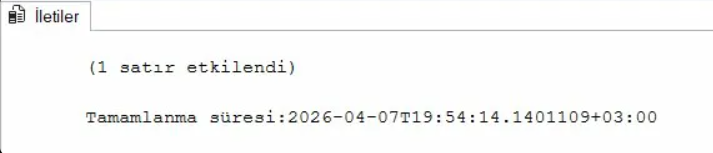 İletiler
(1 satır etkilendi)
Tamamlanma süresi:2026-04-07T19:54:14.1401109+03:00